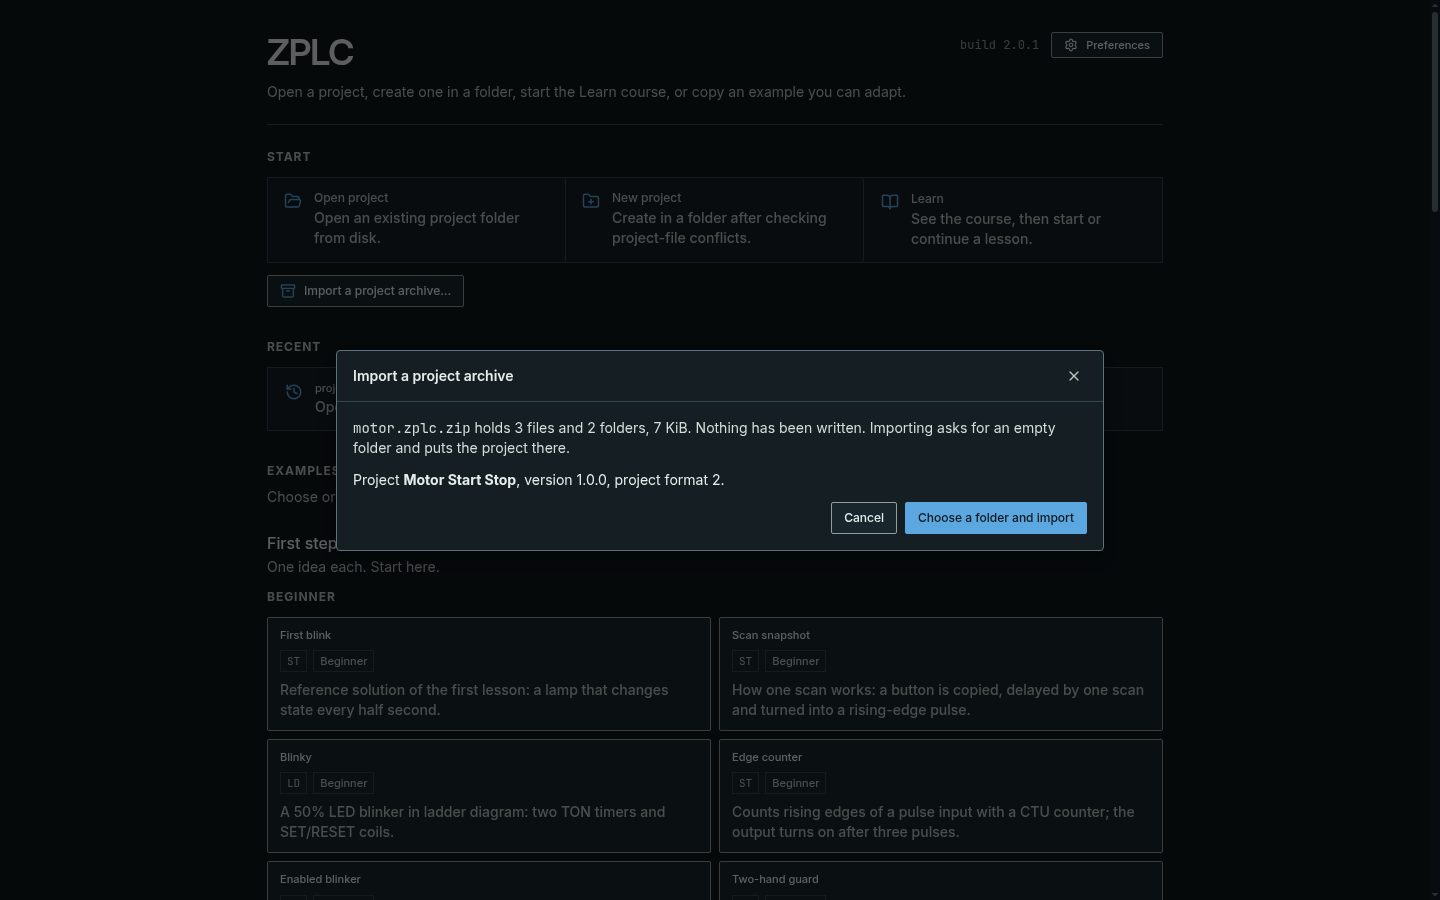 ZPLC
build 2.0.1
Preferences
Open a project, create one in a folder, start the Learn course, or copy an example you can adapt.
START
Open project
Open an existing project folder
from disk.
New project
Create in a folder after checking
project-file conflicts.
Learn
See the course, then start or
continue a lesson.
Import a project archive...
RECENT
Import a project archive
motor.zplc.zip holds 3 files and 2 folders, 7 KiB. Nothing has been written. Importing asks for an empty
folder and puts the project there.
Project Motor Start Stop, version 1.0.0, project format 2.
Cancel
Choose a folder and import
EXAMPLES
Choose or
First step
One idea each. Start here.
BEGINNER
First blink
ST
Beginner
Reference solution of the first lesson: a lamp that changes
state every half second.
Scan snapshot
ST
Beginner
How one scan works: a button is copied, delayed by one scan
and turned into a rising-edge pulse.
Blinky
LD
Beginner
A 50% LED blinker in ladder diagram: two TON timers and
SET/RESET coils.
Edge counter
ST
Beginner
Counts rising edges of a pulse input with a CTU counter; the
output turns on after three pulses.
Enabled blinker
Two-hand guard